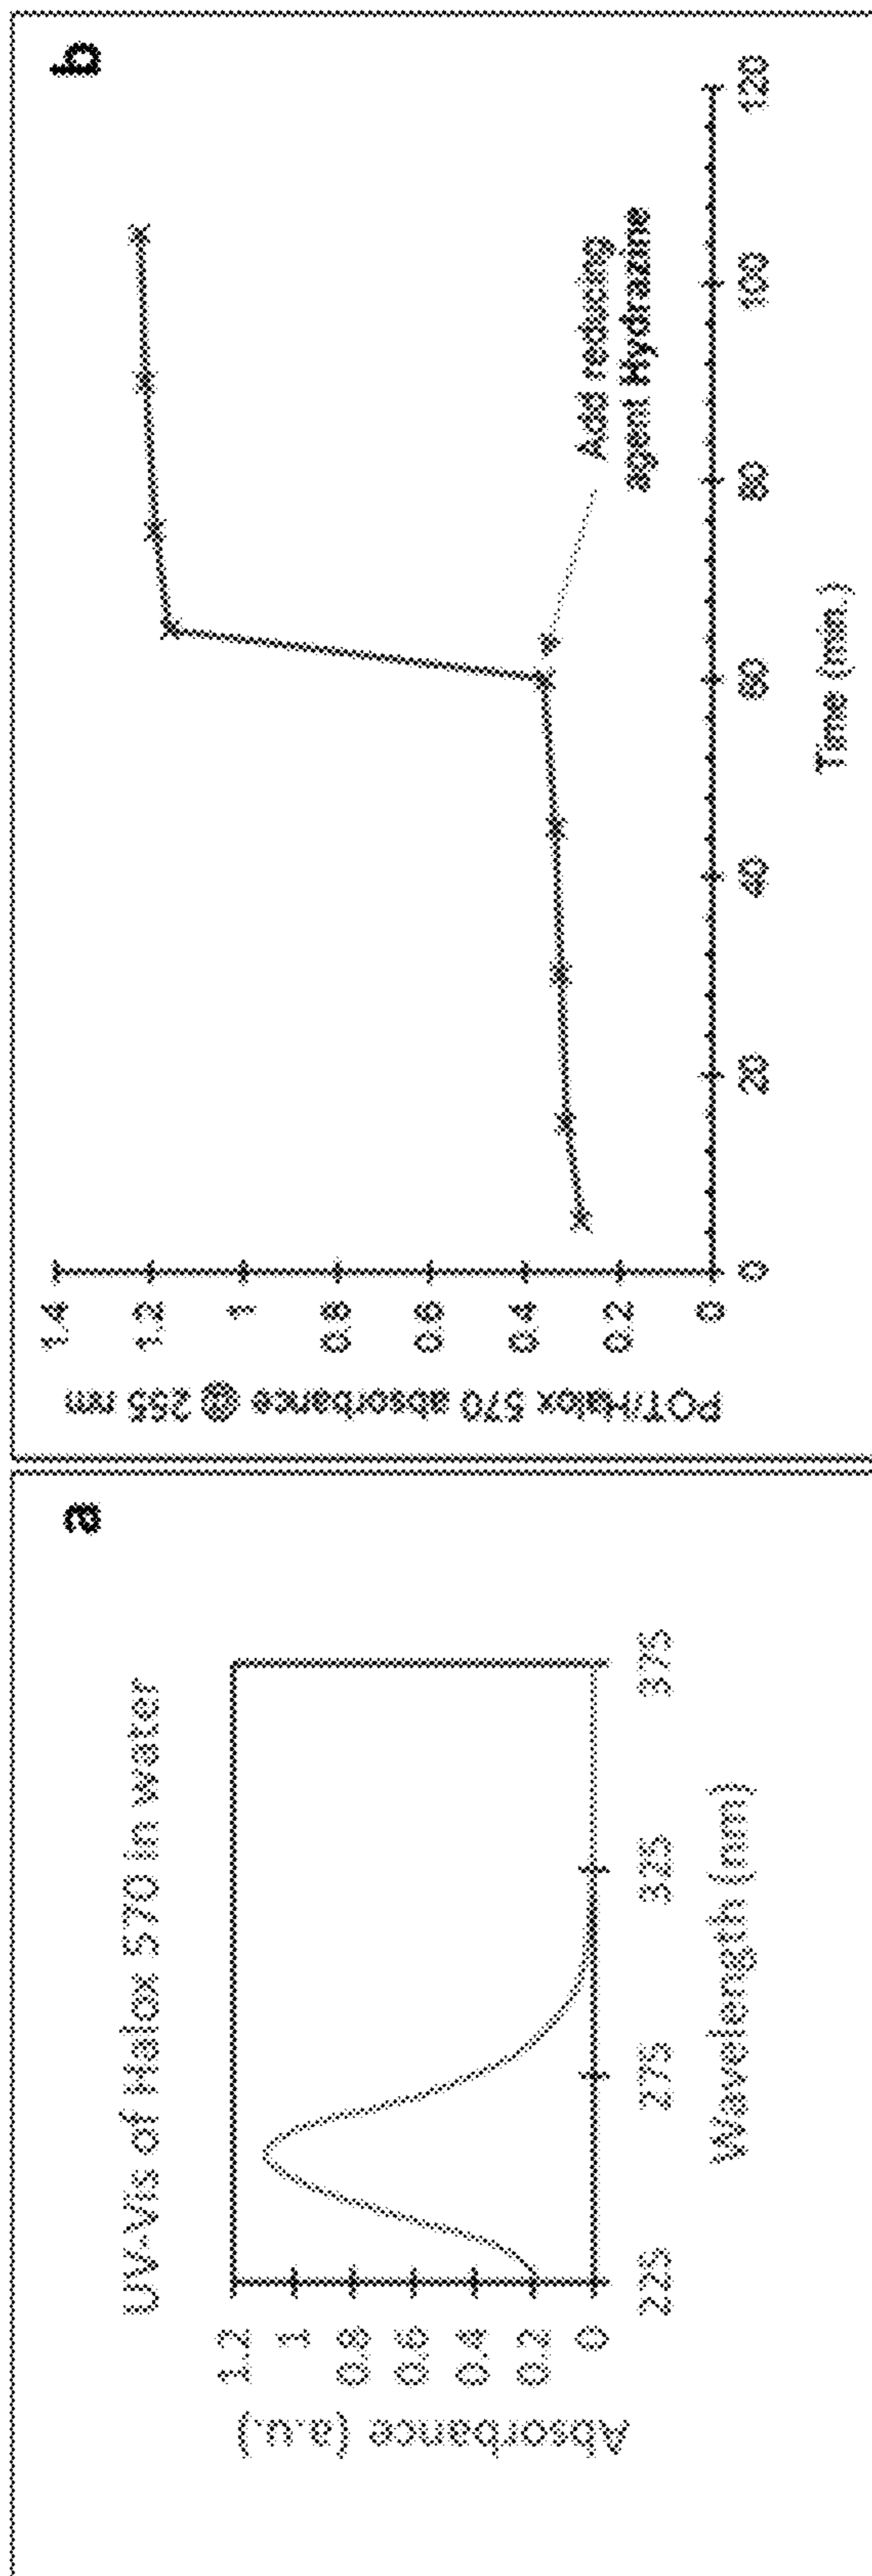 a
UV-Vis of Halox 570 in water
Absorbance (a.u.)
1.2
1
0.8
0.6
0.4
0.2
0
225
275
325
375
Wavelength (nm)
b
POT/Halox 570 absorbance @ 255 nm
1.4
1.2
1
0.8
0.6
0.4
0.2
0
0
20
40
60
80
100
120
Time (min.)
Add reducing
agent Hydrazine